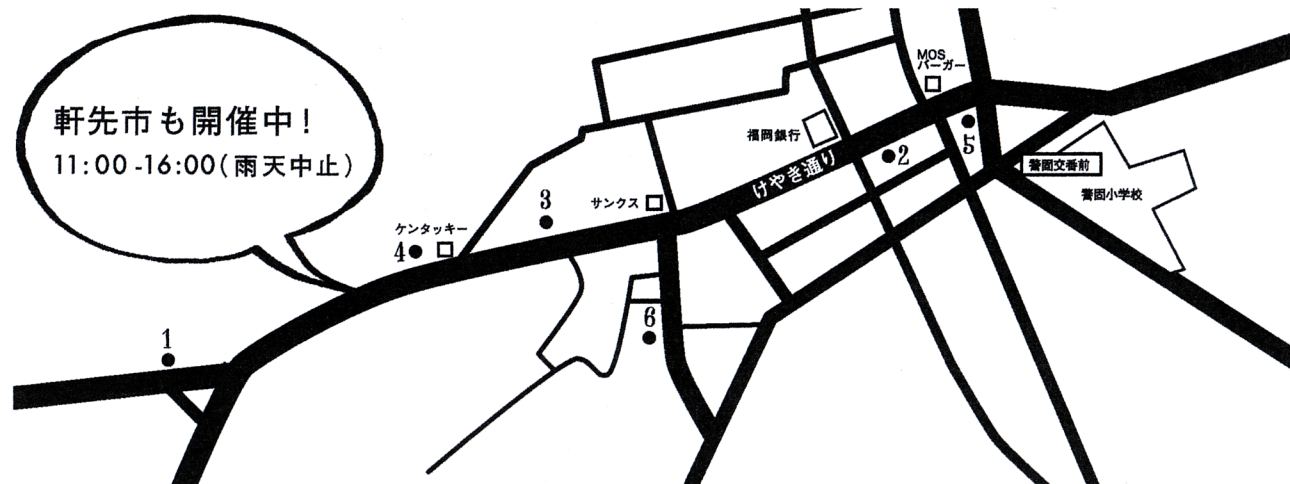 軒先市も開催中!
11:00-16:00(雨天中止)
MOS
バーガー
福岡銀行
けやき通り
2
5
警固交番前
警固小学校
サンクス
3
ケンタッキー
4
6
1